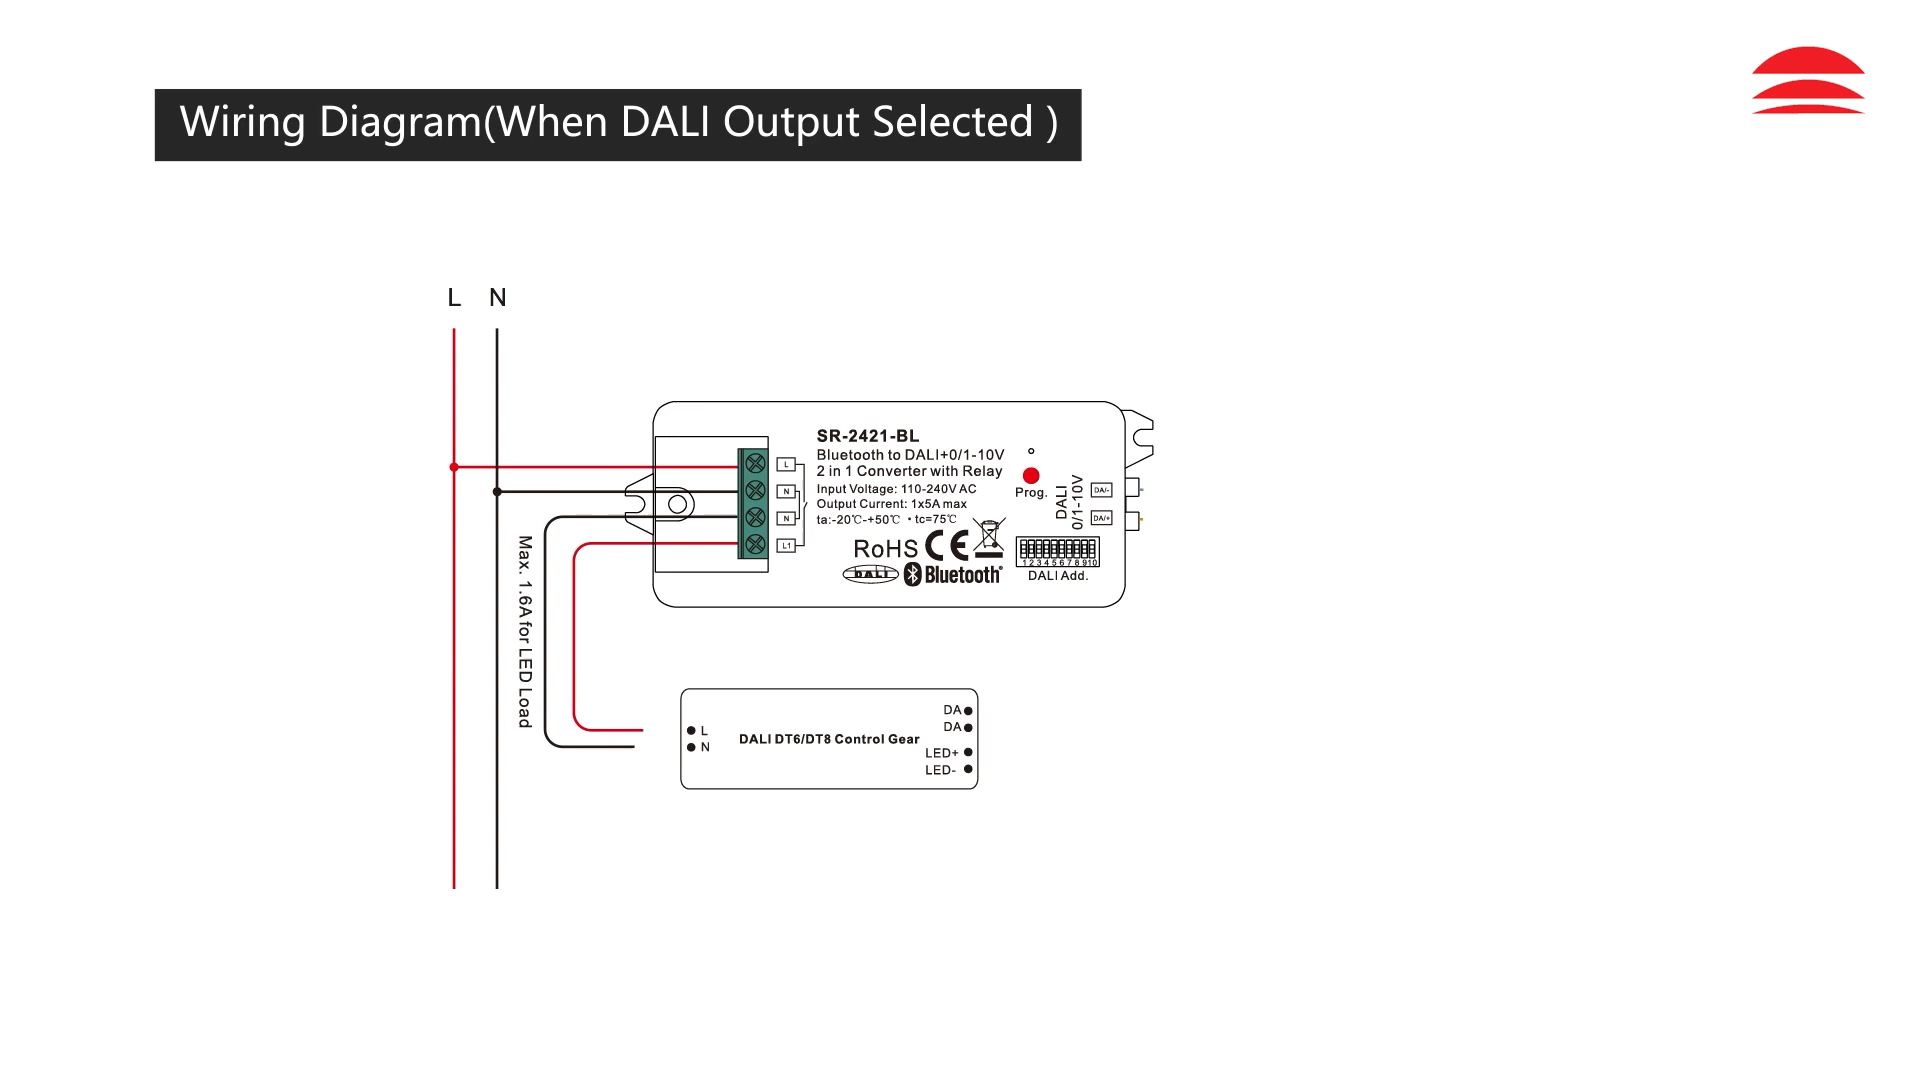 Wiring Diagram(When DALI Output Selected )
L N
SR-2421-BL
Bluetooth to DALI+0/1-10V
2 in 1 Converter with Relay
Input Voltage: 110-240V AC
Output Current: 1x5A max
ta:-20℃-+50℃ • tc=75℃
RoHS CE
DALI Bluetooth®
L
N
N
L1
Prog.
DALI
0/1-10V
DA/-
DA/+
1 2 3 4 5 6 7 8 9 10
DALI Add.
Max. 1.6A for LED Load
L
N
DALI DT6/DT8 Control Gear
DA
DA
LED+
LED-